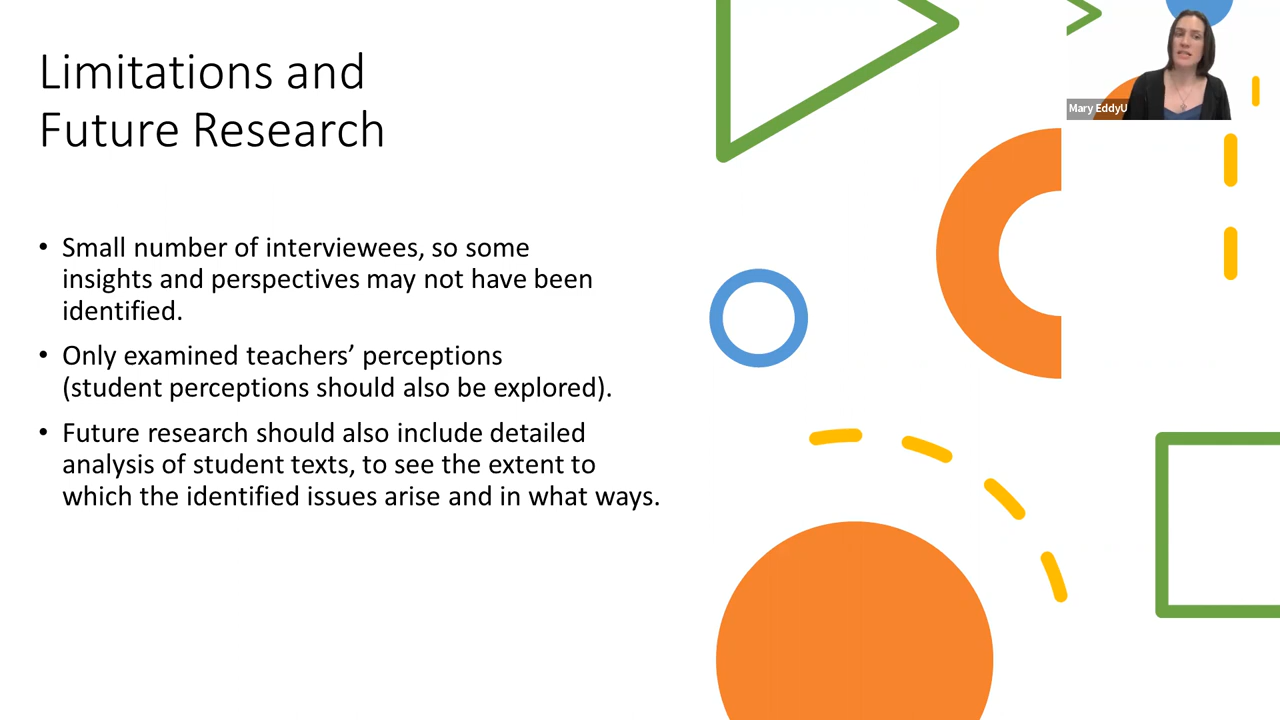 Limitations and
Future Research
Mary EddyU
• Small number of interviewees, so some
insights and perspectives may not have been
identified.
• Only examined teachers’ perceptions
(student perceptions should also be explored).
• Future research should also include detailed
analysis of student texts, to see the extent to
which the identified issues arise and in what ways.